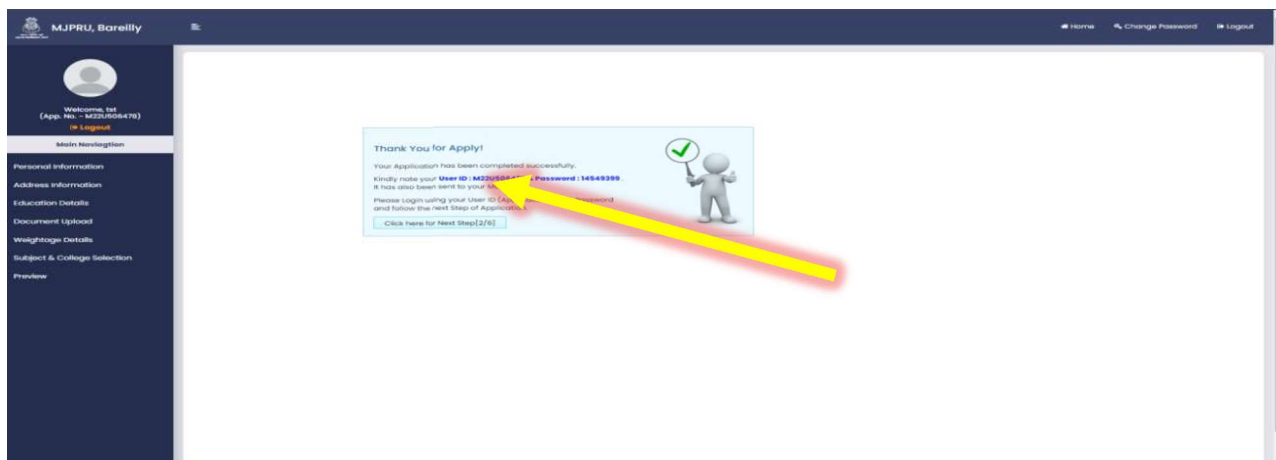 MJPRU, Bareilly
Home Change Password Logout
Welcome, tst
(App. No. - M22U506478)
Logout
Main Naviagtion
Personal Information
Address Information
Education Details
Document Upload
Weightage Details
Subject & College Selection
Preview
Thank You for Apply!
Your Application has been completed successfully.
Kindly note your User ID : Password : 14549399 .
It has also been sent to your
Please Login using your User ID
and follow the next Step of Application.
Click here for Next Step[2/6]